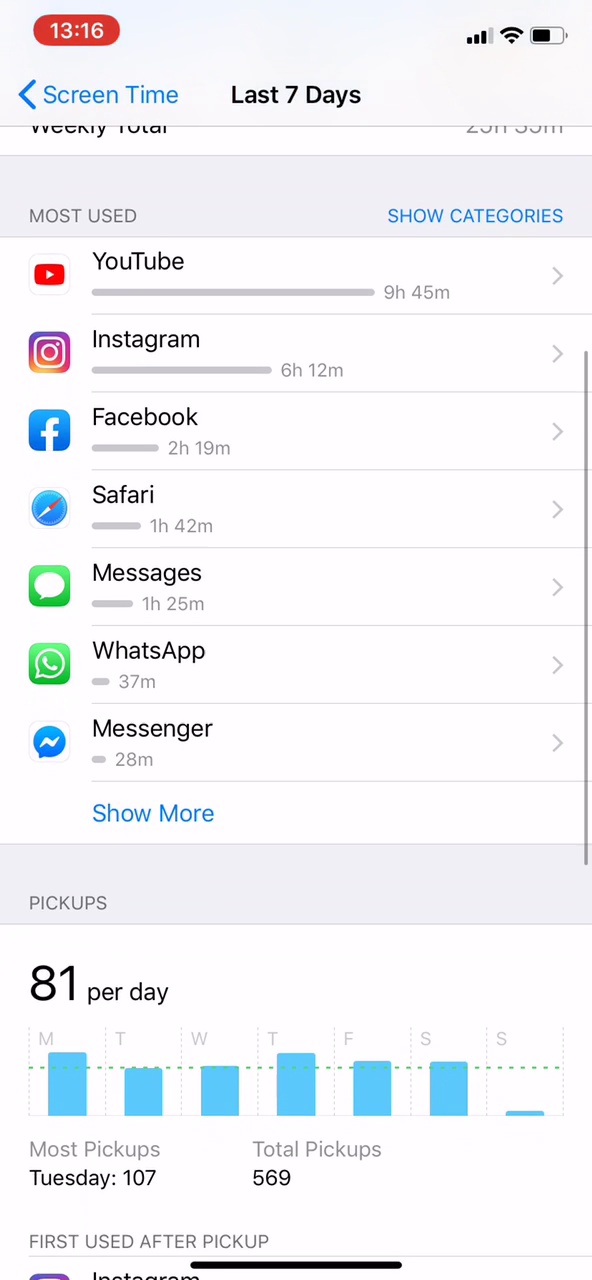 13:16
Screen Time
Last 7 Days
Weekly Total 25h 35m
MOST USED SHOW CATEGORIES
YouTube
9h 45m
Instagram
6h 12m
Facebook
2h 19m
Safari
1h 42m
Messages
1h 25m
WhatsApp
37m
Messenger
28m
Show More
PICKUPS
81 per day
M T W T F S S
Most Pickups Total Pickups
Tuesday: 107 569
FIRST USED AFTER PICKUP
Instagram